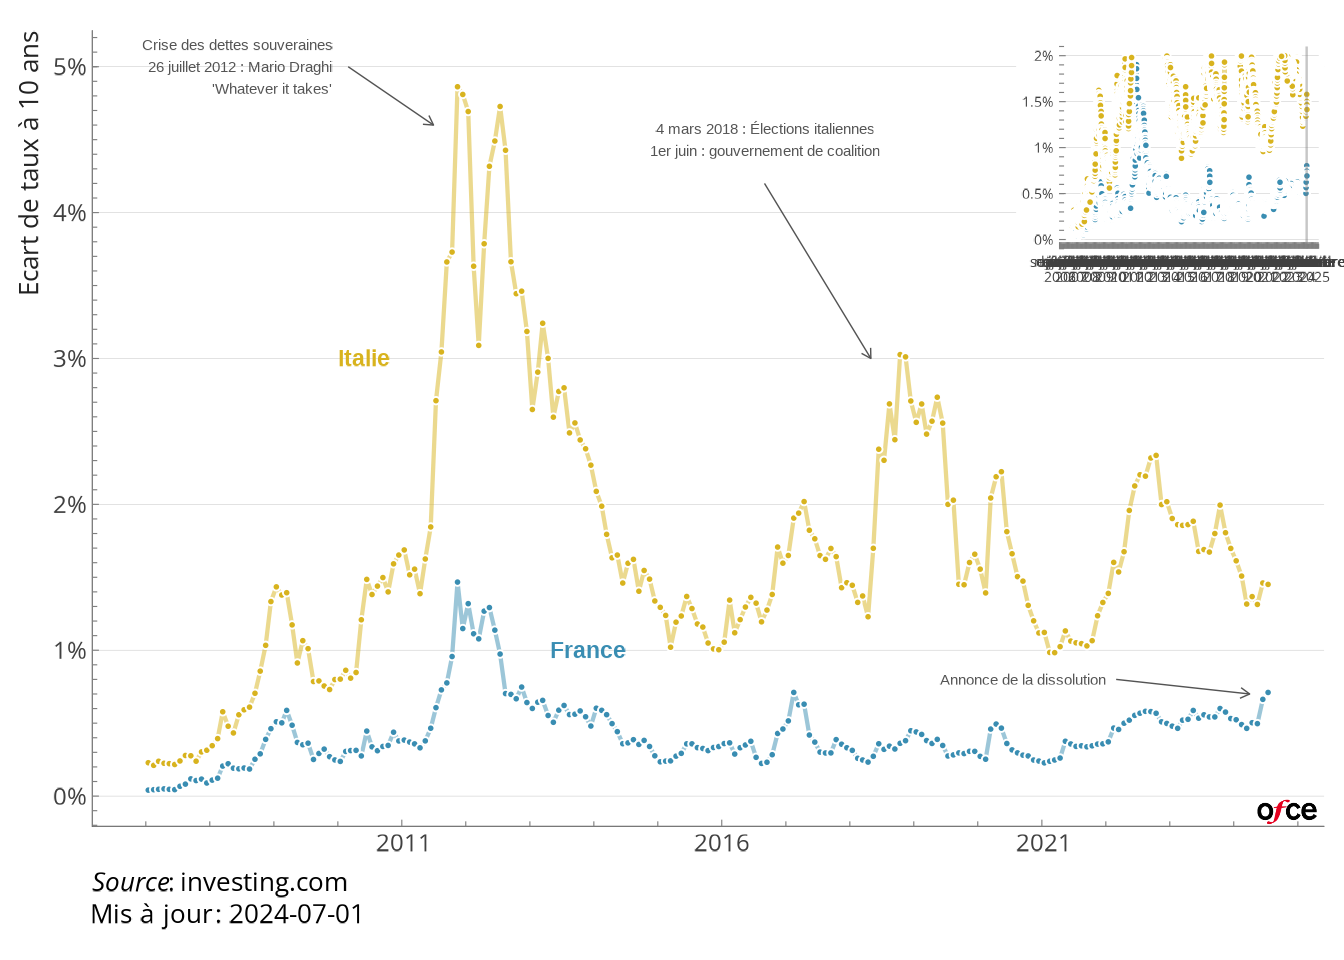 Ecart de taux à 10 ans
Crise des dettes souveraines
26 juillet 2012 : Mario Draghi
'Whatever it takes'
5%
4%
3%
2%
1%
0%
4 mars 2018 : Élections italiennes
1er juin : gouvernement de coalition
2%
1.5%
1%
0.5%
0%
Italie
France
Annonce de la dissolution
ofce
2011
2016
2021
Source: investing.com
Mis à jour : 2024-07-01